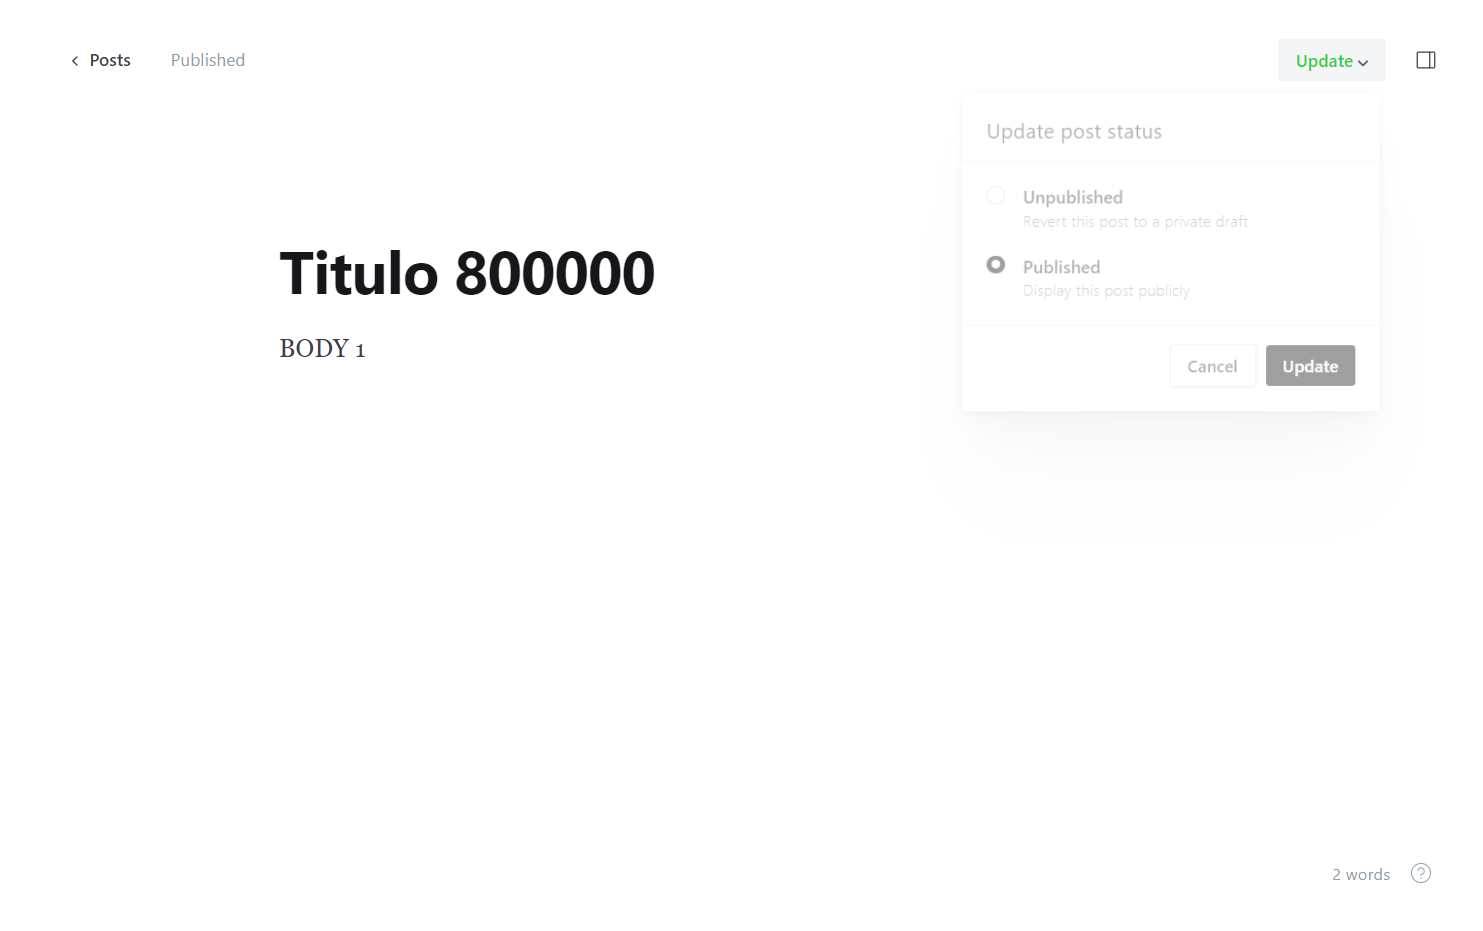 Posts
Published
Update
Update post status
Unpublished
Revert this post to a private draft
Published
Display this post publicly
Cancel
Update
Titulo 800000
BODY 1
2 words
?